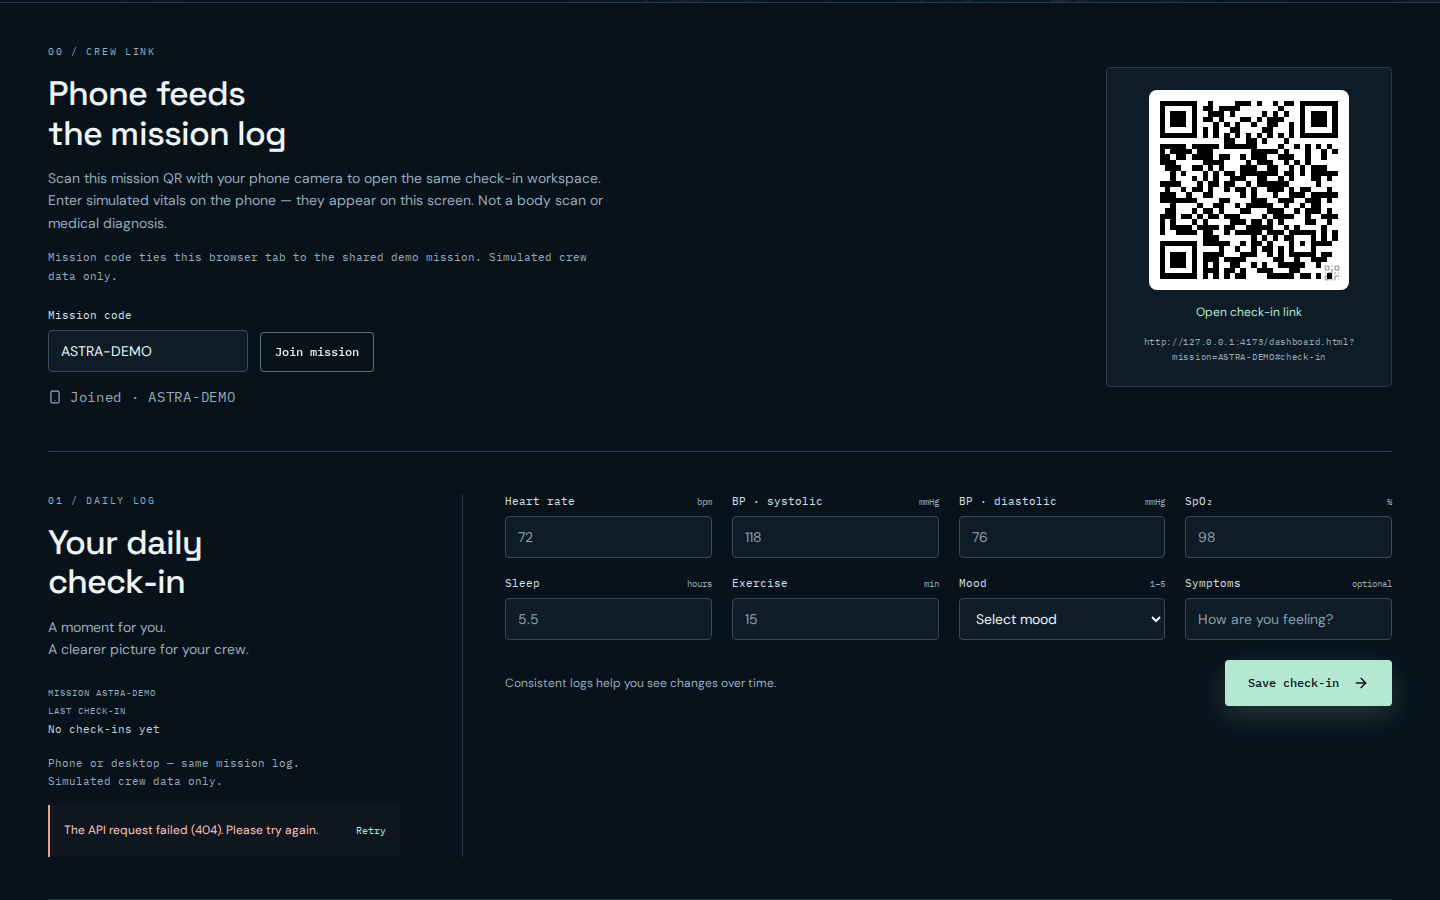 00 / CREW LINK
Phone feeds
the mission log
Scan this mission QR with your phone camera to open the same check-in workspace.
Enter simulated vitals on the phone — they appear on this screen. Not a body scan or
medical diagnosis.
Mission code ties this browser tab to the shared demo mission. Simulated crew
data only.
Mission code
ASTRA-DEMO
Join mission
Joined · ASTRA-DEMO
Open check-in link
http://127.0.0.1:4173/dashboard.html?
mission=ASTRA-DEMO#check-in
01 / DAILY LOG
Your daily
check-in
A moment for you.
A clearer picture for your crew.
MISSION ASTRA-DEMO
LAST CHECK-IN
No check-ins yet
Phone or desktop — same mission log.
Simulated crew data only.
The API request failed (404). Please try again. Retry
Heart rate bpm
72
BP · systolic mmHg
118
BP · diastolic mmHg
76
SpO₂ %
98
Sleep hours
5.5
Exercise min
15
Mood 1–5
Select mood
Symptoms optional
How are you feeling?
Consistent logs help you see changes over time.
Save check-in →